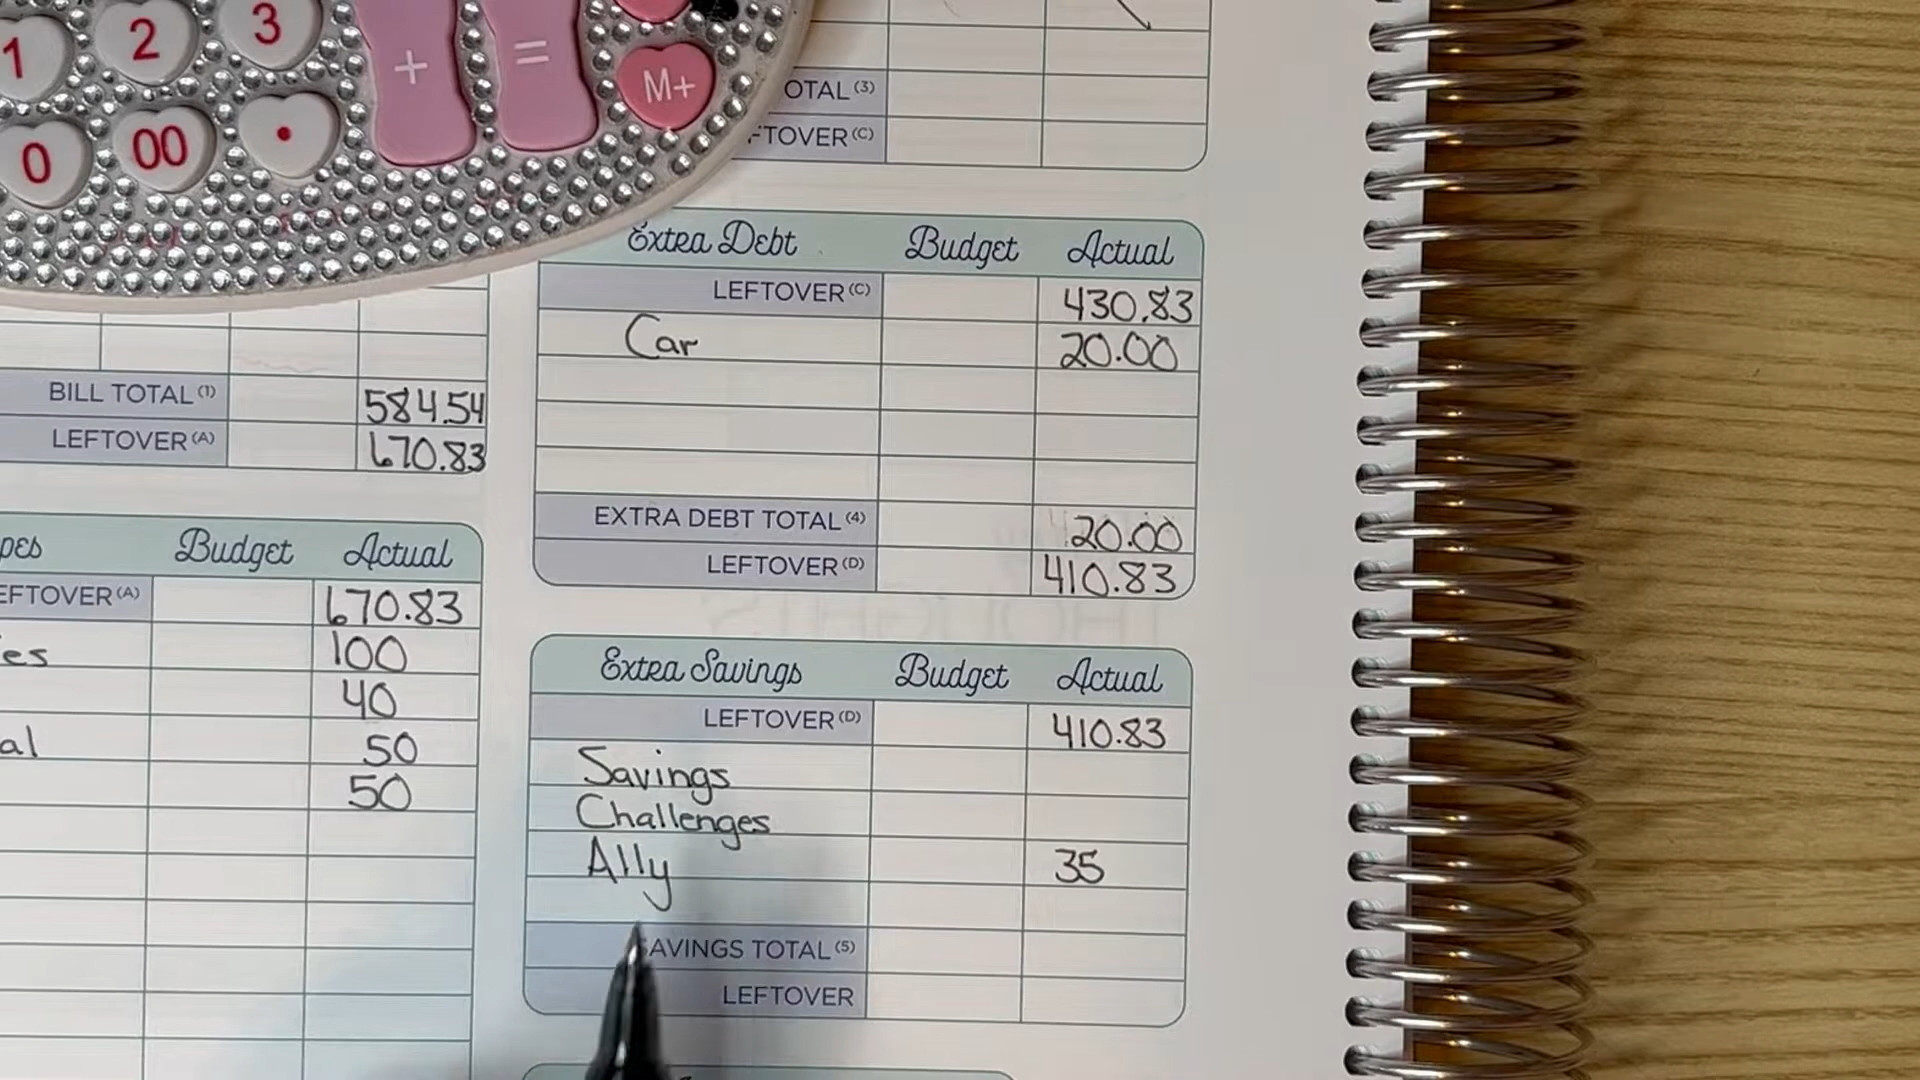 1 2 3 + = M+
0 00 •
OTAL (3)
FTOVER (C)
Extra Debt Budget Actual
LEFTOVER (C) 430.83
Car 20.00
EXTRA DEBT TOTAL (4) 20.00
LEFTOVER (D) 410.83
BILL TOTAL (1) 584.54
LEFTOVER (A) 670.83
pes Budget Actual
EFTOVER (A) 670.83
es 100
40
al 50
50
Extra Savings Budget Actual
LEFTOVER (D) 410.83
Savings
Challenges
Ally 35
AVINGS TOTAL (5)
LEFTOVER